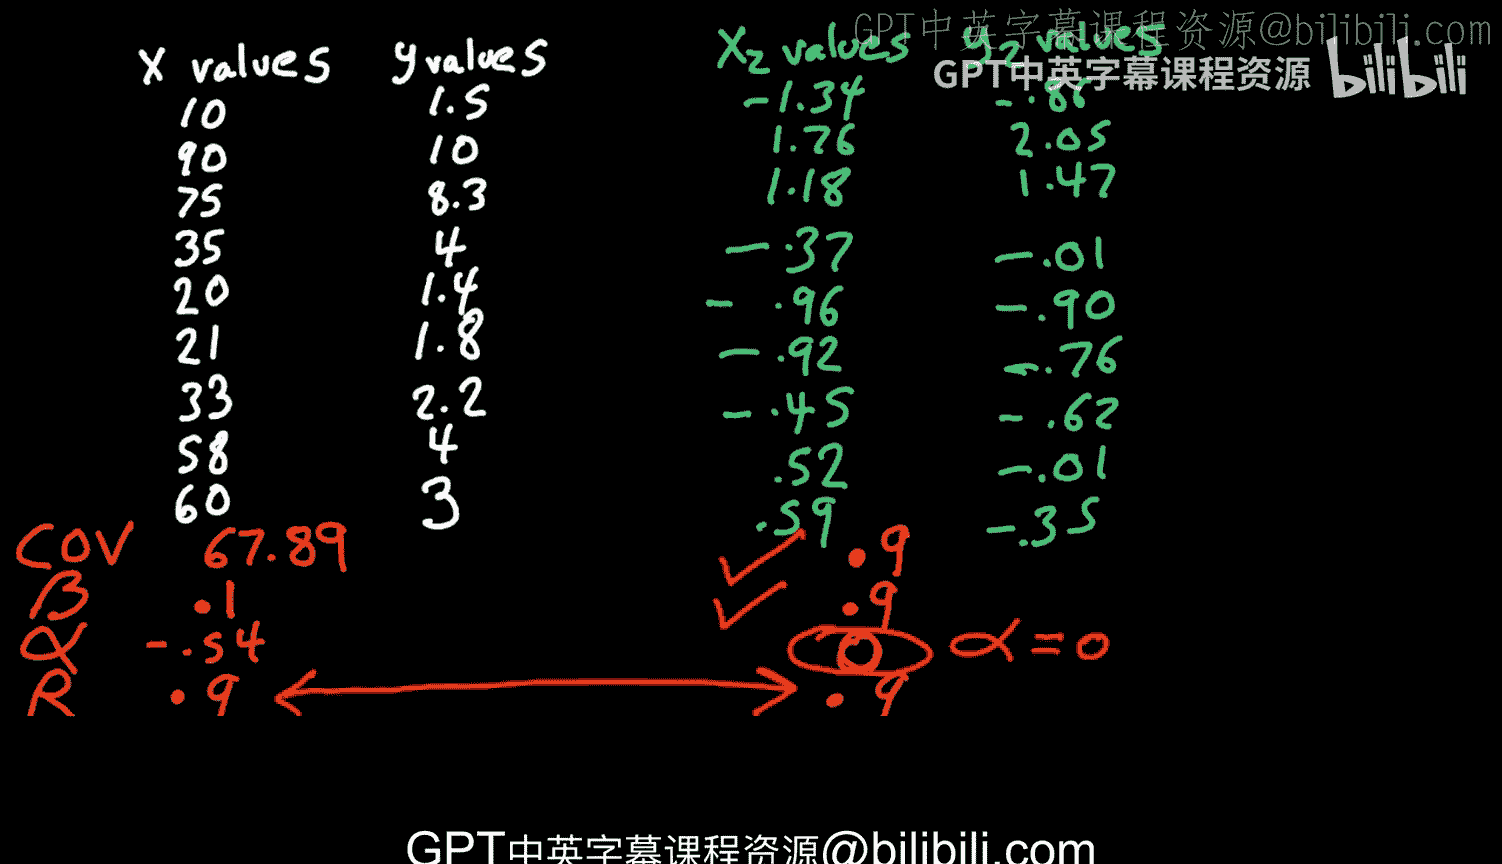 GPT中英字幕课程资源@bilibili.com
GPT中英字幕课程资源 bilibili
x values y values x₂ values y₂ values
10 1.5 -1.34 -.86
90 10 1.76 2.05
75 8.3 1.18 1.47
35 4 -.37 -.01
20 1.4 -.96 -.90
21 1.8 -.92 -.76
33 2.2 -.45 -.62
58 4 .52 -.01
60 3 .59 -.35
COV 67.89 .9
β .1 .9
α -.54 0 α=0
R .9 .9
GPT中英字幕课程资源@bilibili.com